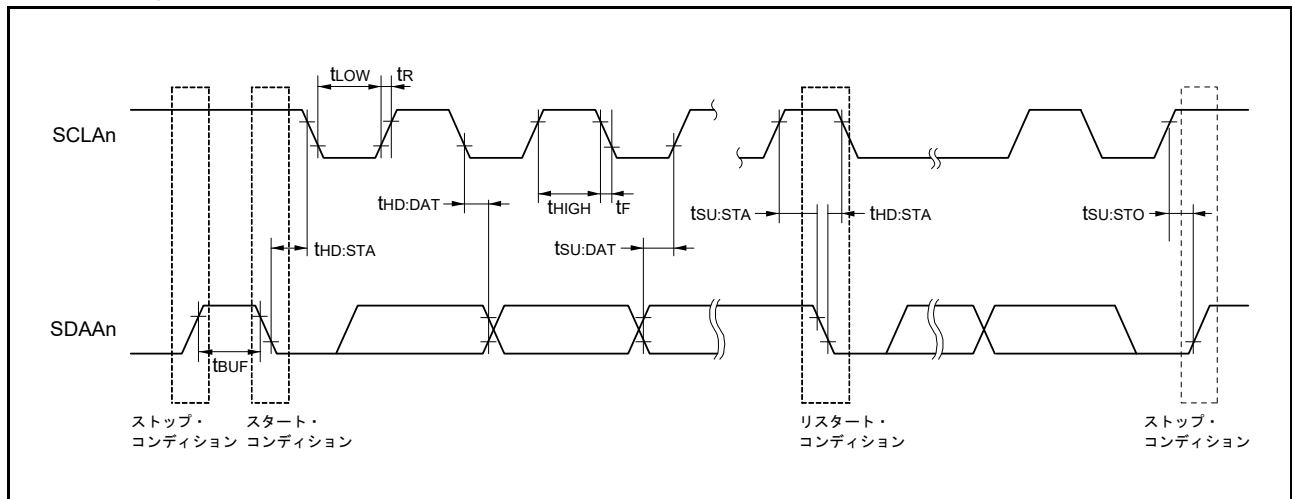 tLOW
tR
SCLAn
tHD:DAT
tHIGH
tF
tSU:STA
tHD:STA
tSU:STO
tHD:STA
tSU:DAT
SDAAn
tBUF
ストップ・
コンディション
スタート・
コンディション
リスタート・
コンディション
ストップ・
コンディション